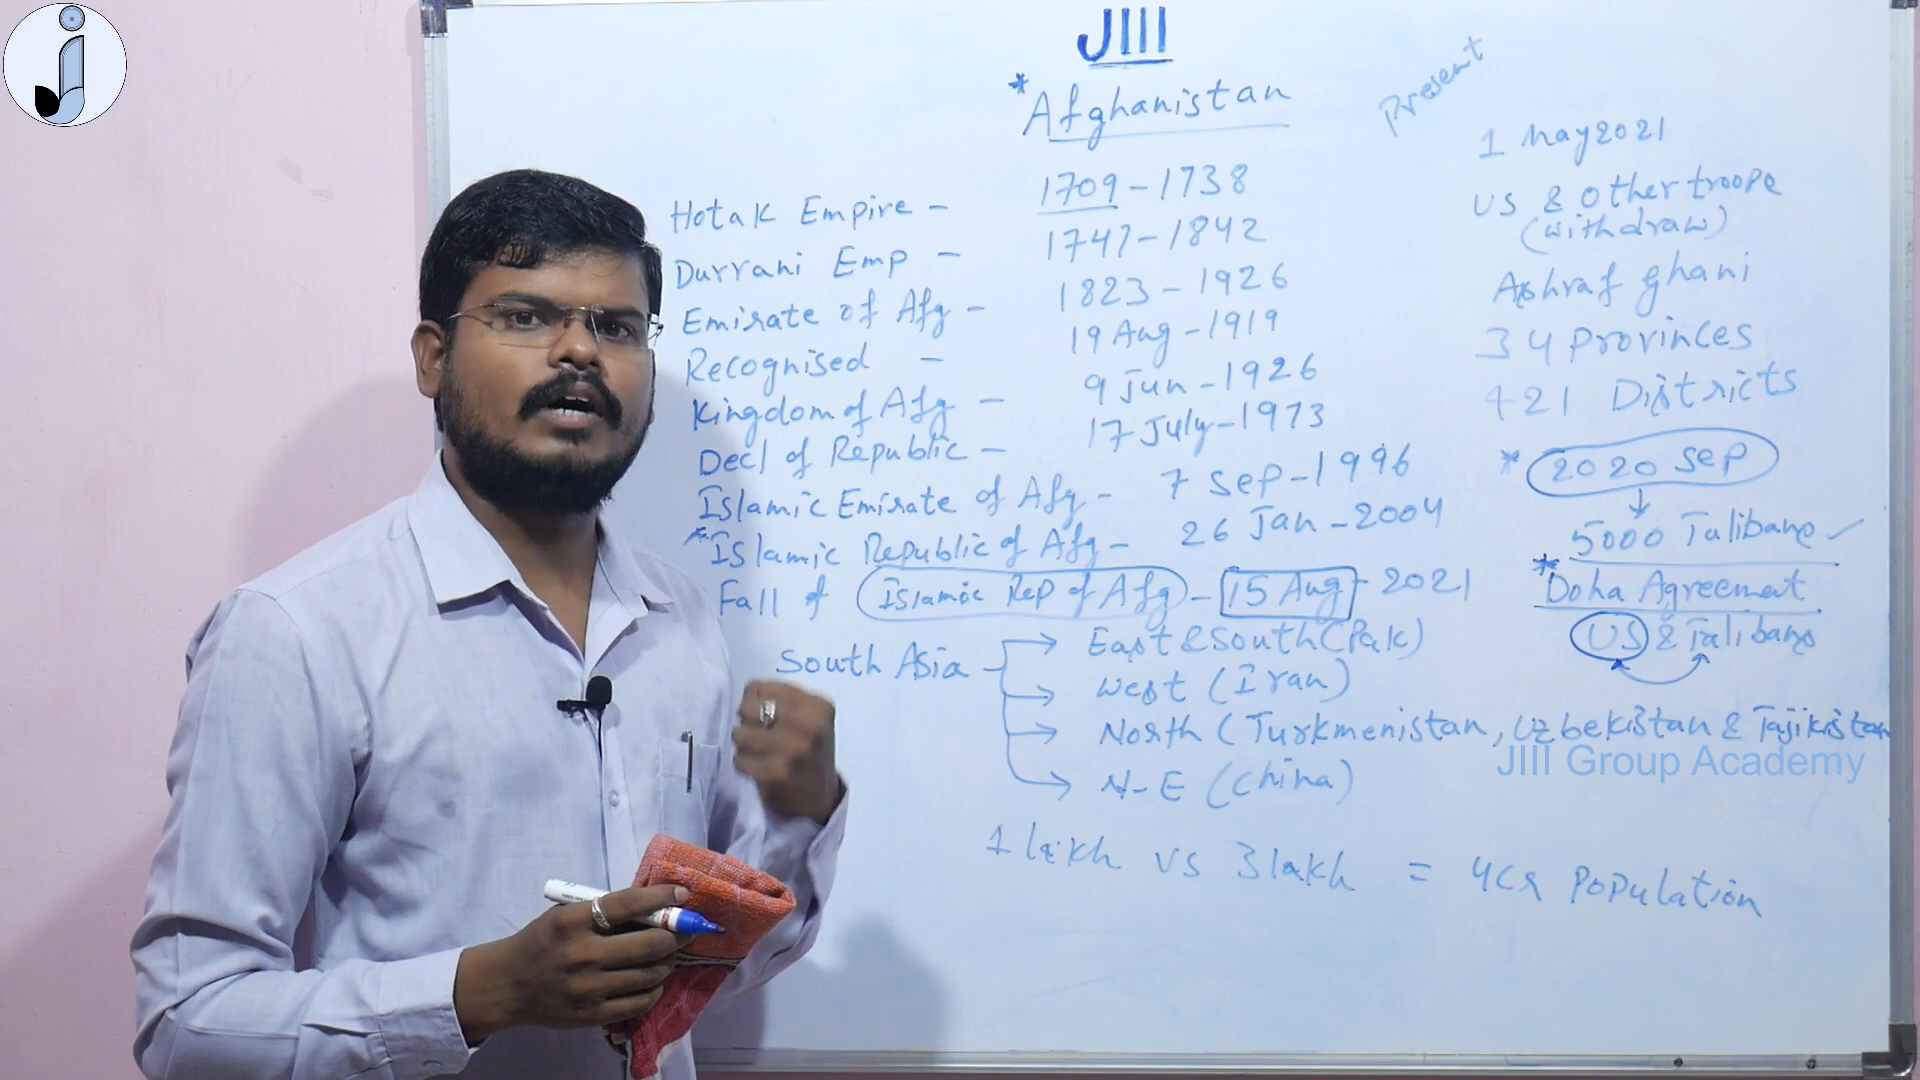 JIII
* Afghanistan
Present
Hotak Empire - 1709 - 1738
Durrani Emp - 1747 - 1842
Emirate of Afg - 1823 - 1926
Recognised - 19 Aug - 1919
Kingdom of Afg - 9 Jun - 1926
Decl of Republic - 17 July - 1973
Islamic Emirate of Afg - 7 Sep - 1996
* Islamic Republic of Afg - 26 Jan - 2004
Fall of Islamic Rep of Afg - 15 Aug - 2021
South Asia → East & South (Pak)
→ West (Iran)
→ North (Turkmenistan, Uzbekistan & Tajikistan
→ N-E (China)
1 lakh vs 3 lakh = 4cr Population
1 May 2021
US & Other troops
(withdraw)
Ashraf ghani
34 Provinces
421 Districts
* 2020 Sep
↓
5000 Talibans ✓
* Doha Agreement
US & Talibans
JIII Group Academy